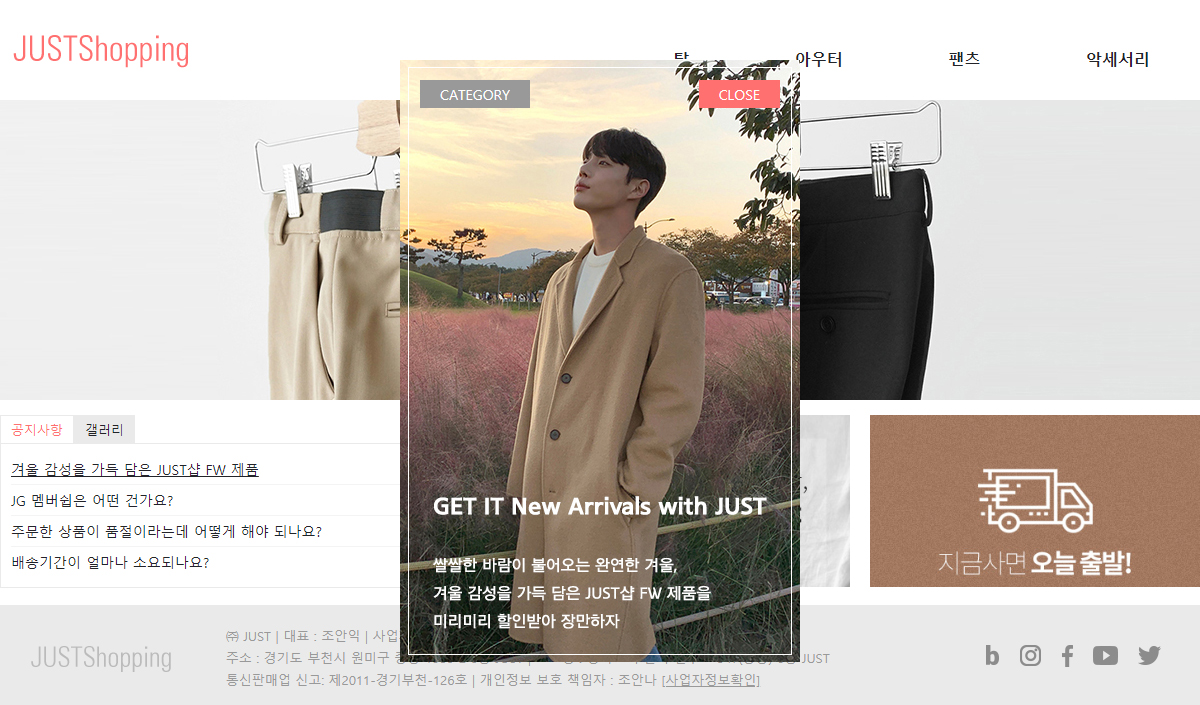 JUSTShopping
아우터
팬츠
악세서리
CATEGORY
CLOSE
GET IT New Arrivals with JUST
쌀쌀한 바람이 불어오는 완연한 겨울,
겨울 감성을 가득 담은 JUST샵 FW 제품을
미리미리 할인받아 장만하자
공지사항
갤러리
겨울 감성을 가득 담은 JUST샵 FW 제품
JG 멤버쉽은 어떤 건가요?
주문한 상품이 품절이라는데 어떻게 해야 되나요?
배송기간이 얼마나 소요되나요?
지금사면 오늘 출발!
JUSTShopping
㈜ JUST | 대표 : 조안익 | 사업
주소 : 경기도 부천시 원미구
JUST
통신판매업 신고: 제2011-경기부천-126호 | 개인정보 보호 책임자 : 조안나 [사업자정보확인]